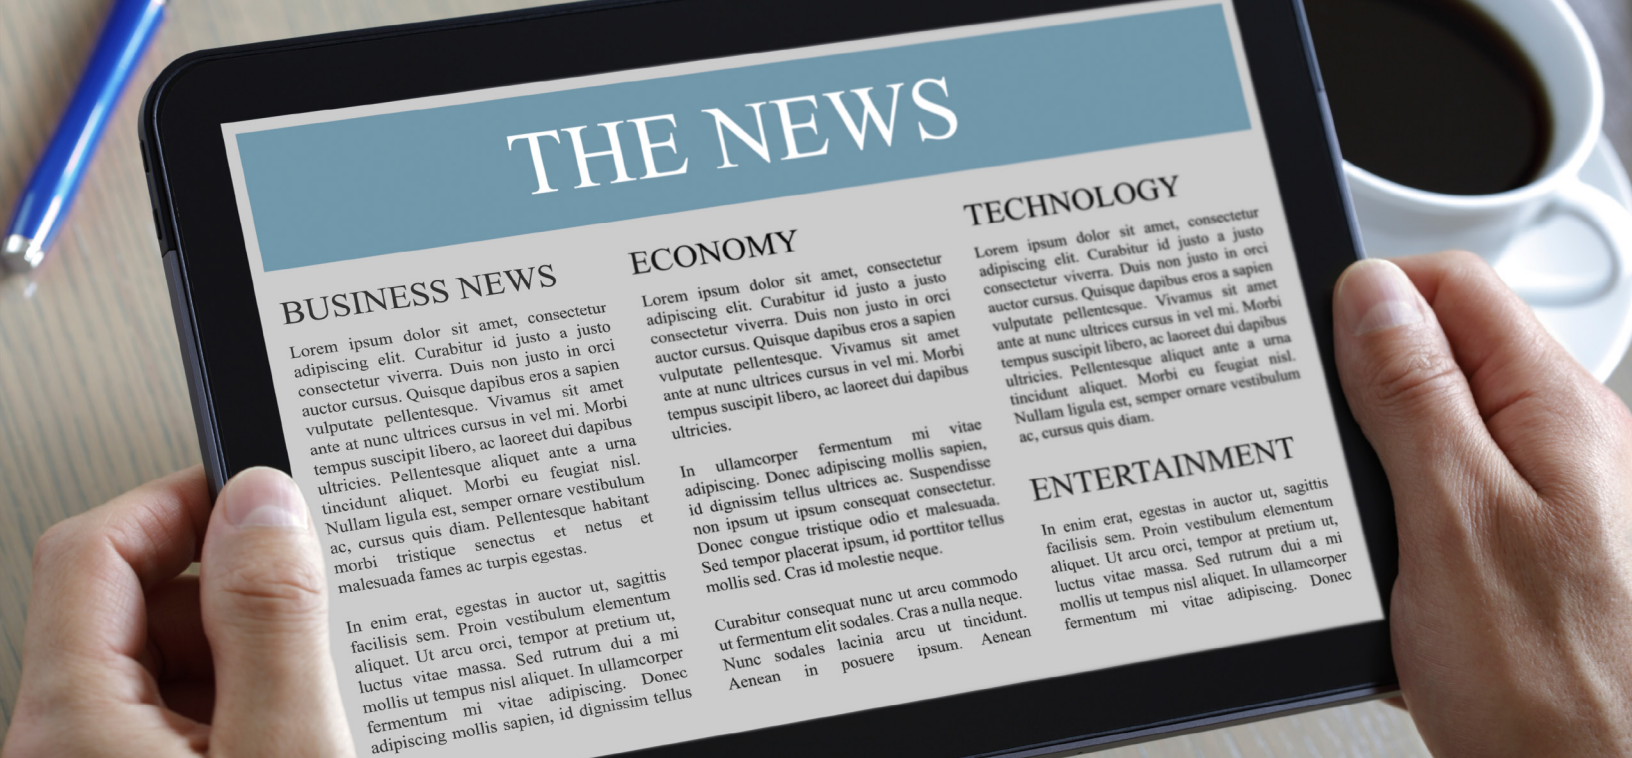 THE NEWS
BUSINESS NEWS
Lorem ipsum dolor sit amet, consectetur
adipiscing elit. Curabitur id justo a justo
consectetur viverra. Duis non justo in orci
auctor cursus. Quisque dapibus eros a sapien
vulputate pellentesque. Vivamus sit amet
ante at nunc ultrices cursus in vel mi. Morbi
tempus suscipit libero, ac laoreet dui dapibus
ultricies. Pellentesque aliquet ante a urna
tincidunt aliquet. Morbi eu feugiat nisl.
Nullam ligula est, semper ornare vestibulum
ac, cursus quis diam. Pellentesque habitant
morbi tristique senectus et netus et
malesuada fames ac turpis egestas.
In enim erat, egestas in auctor ut, sagittis
facilisis sem. Proin vestibulum elementum
aliquet. Ut arcu orci, tempor at pretium ut,
luctus vitae massa. Sed rutrum dui a mi
mollis ut tempus nisl aliquet. In ullamcorper
fermentum mi vitae adipiscing. Donec
adipiscing mollis sapien, id dignissim tellus
ECONOMY
Lorem ipsum dolor sit amet, consectetur
adipiscing elit. Curabitur id justo a justo
consectetur viverra. Duis non justo in orci
auctor cursus. Quisque dapibus eros a sapien
vulputate pellentesque. Vivamus sit amet
ante at nunc ultrices cursus in vel mi. Morbi
tempus suscipit libero, ac laoreet dui dapibus
ultricies.
In ullamcorper fermentum mi vitae
adipiscing. Donec adipiscing mollis sapien,
id dignissim tellus ultrices ac. Suspendisse
non ipsum ut ipsum consequat consectetur.
Donec congue tristique odio et malesuada.
Sed tempor placerat ipsum, id porttitor tellus
mollis sed. Cras id molestie neque.
Curabitur consequat nunc ut arcu commodo
ut fermentum elit sodales. Cras a nulla neque.
Nunc sodales lacinia arcu ut tincidunt.
Aenean in posuere ipsum. Aenean
TECHNOLOGY
Lorem ipsum dolor sit amet, consectetur
adipiscing elit. Curabitur id justo a justo
consectetur viverra. Duis non justo in orci
auctor cursus. Quisque dapibus eros a sapien
vulputate pellentesque. Vivamus sit amet
ante at nunc ultrices cursus in vel mi. Morbi
tempus suscipit libero, ac laoreet dui dapibus
ultricies. Pellentesque aliquet ante a urna
tincidunt aliquet. Morbi eu feugiat nisl.
Nullam ligula est, semper ornare vestibulum
ac, cursus quis diam.
ENTERTAINMENT
In enim erat, egestas in auctor ut, sagittis
facilisis sem. Proin vestibulum elementum
aliquet. Ut arcu orci, tempor at pretium ut,
luctus vitae massa. Sed rutrum dui a mi
mollis ut tempus nisl aliquet. In ullamcorper
fermentum mi vitae adipiscing. Donec